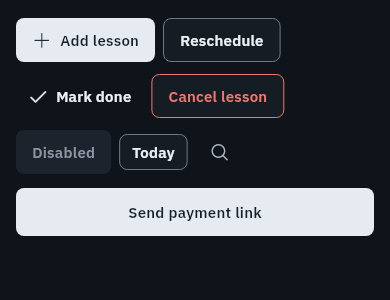 Add lesson
Reschedule
Mark done
Cancel lesson
Disabled
Today
Send payment link